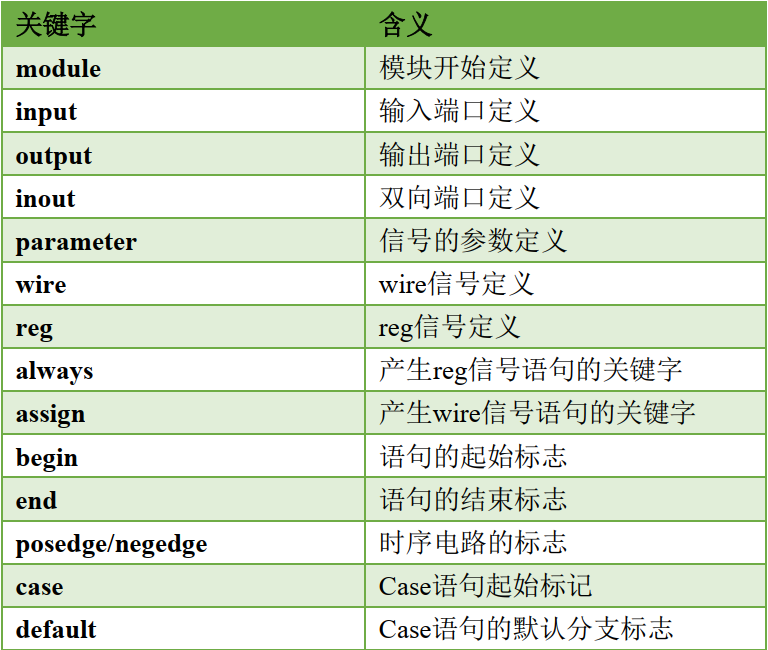 关键字 含义
module 模块开始定义
input 输入端口定义
output 输出端口定义
inout 双向端口定义
parameter 信号的参数定义
wire wire信号定义
reg reg信号定义
always 产生reg信号语句的关键字
assign 产生wire信号语句的关键字
begin 语句的起始标志
end 语句的结束标志
posedge/negedge 时序电路的标志
case Case语句起始标记
default Case语句的默认分支标志